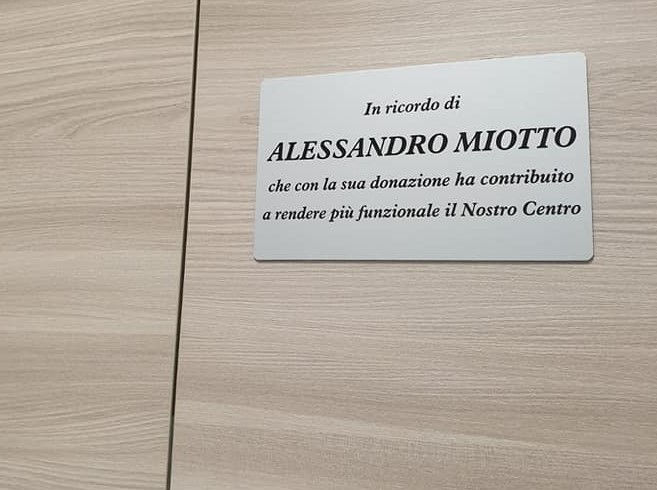 In ricordo di
ALESSANDRO MIOTTO
che con la sua donazione ha contribuito
a rendere più funzionale il Nostro Centro